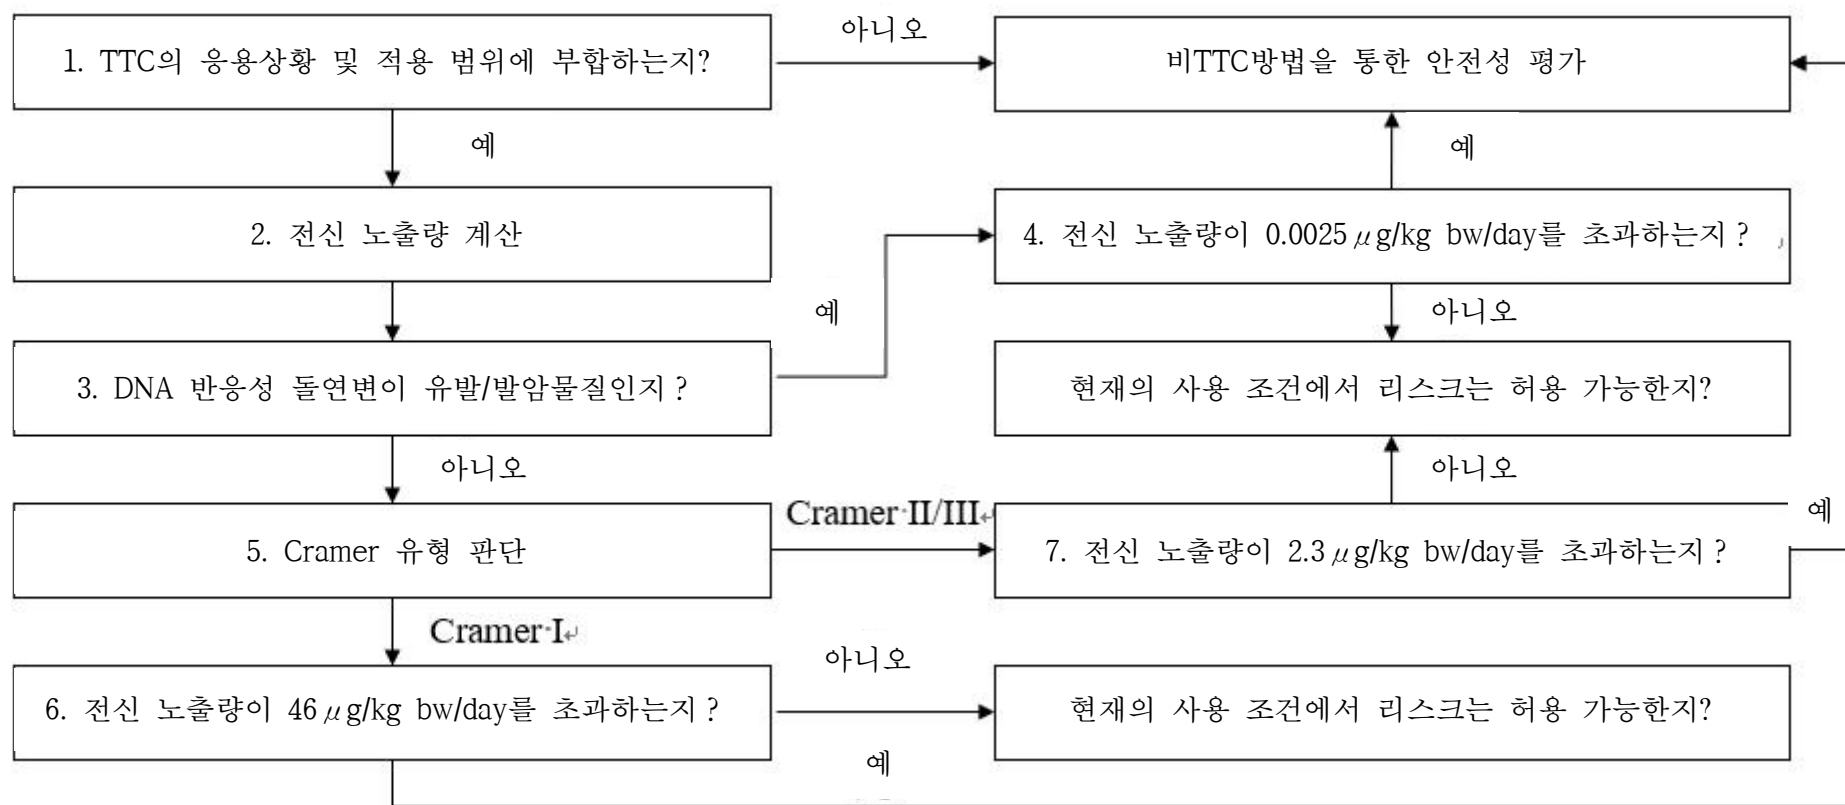 1. TTC의 응용상황 및 적용 범위에 부합하는지?
아니오
비TTC방법을 통한 안전성 평가
예
예
2. 전신 노출량 계산
4. 전신 노출량이 0.0025μg/kg bw/day를 초과하는지?
예
아니오
3. DNA 반응성 돌연변이 유발/발암물질인지?
현재의 사용 조건에서 리스크는 허용 가능한지?
아니오
아니오
Cramer·II/III
예
5. Cramer 유형 판단
7. 전신 노출량이 2.3μg/kg bw/day를 초과하는지?
Cramer·I
아니오
6. 전신 노출량이 46μg/kg bw/day를 초과하는지?
현재의 사용 조건에서 리스크는 허용 가능한지?
예